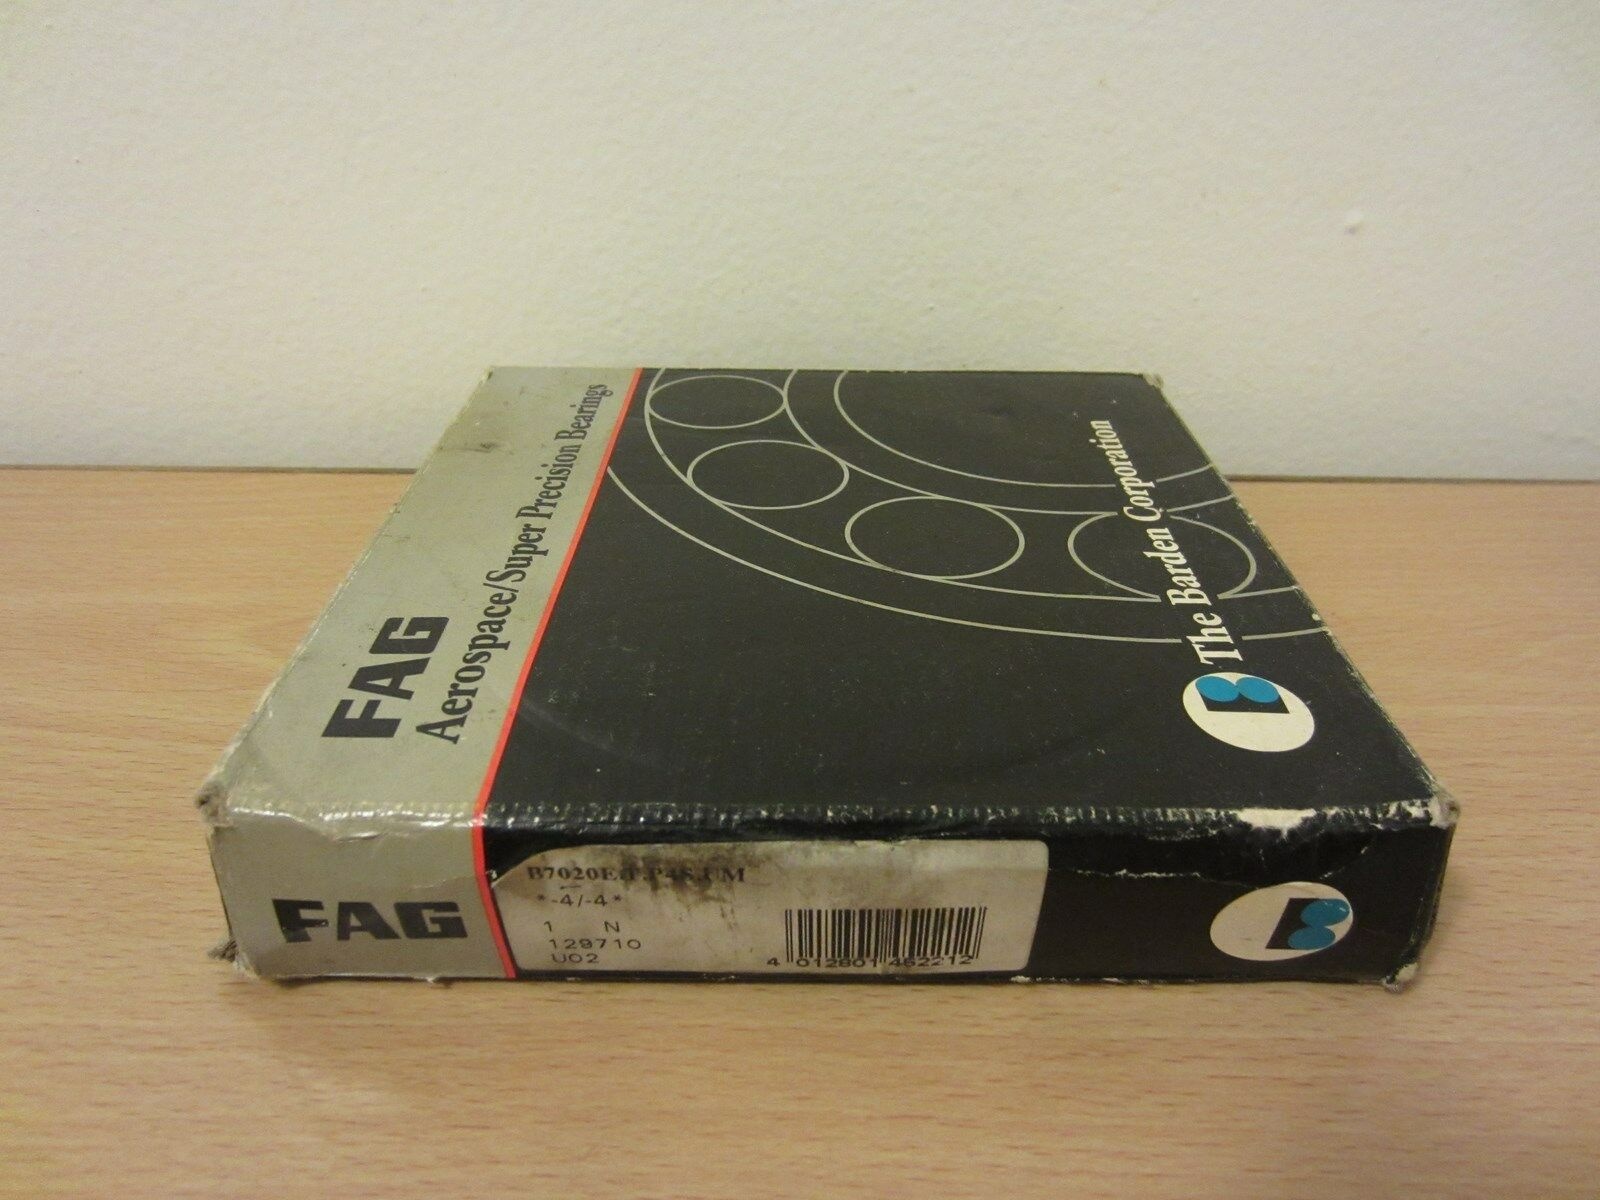 FAG
Aerospace/Super Precision Bearings
The Barden Corporation
B
FAG
B7020E.T.P4S.UM
*-4/-4*
1 N
129710
U02
4 012801 462212
B